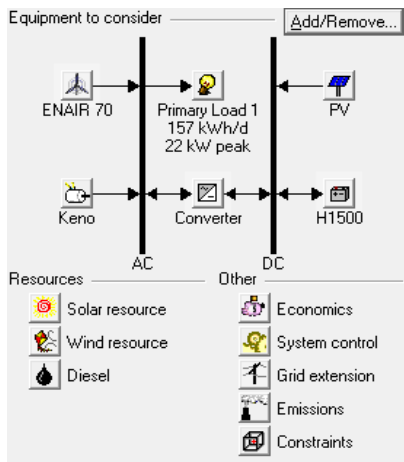 Equipment to consider
Add/Remove...
ENAIR 70
Primary Load 1
157 kWh/d
22 kW peak
PV
Keno
Converter
H1500
AC
DC
Resources
Other
Solar resource
Economics
Wind resource
System control
Diesel
Grid extension
Emissions
Constraints